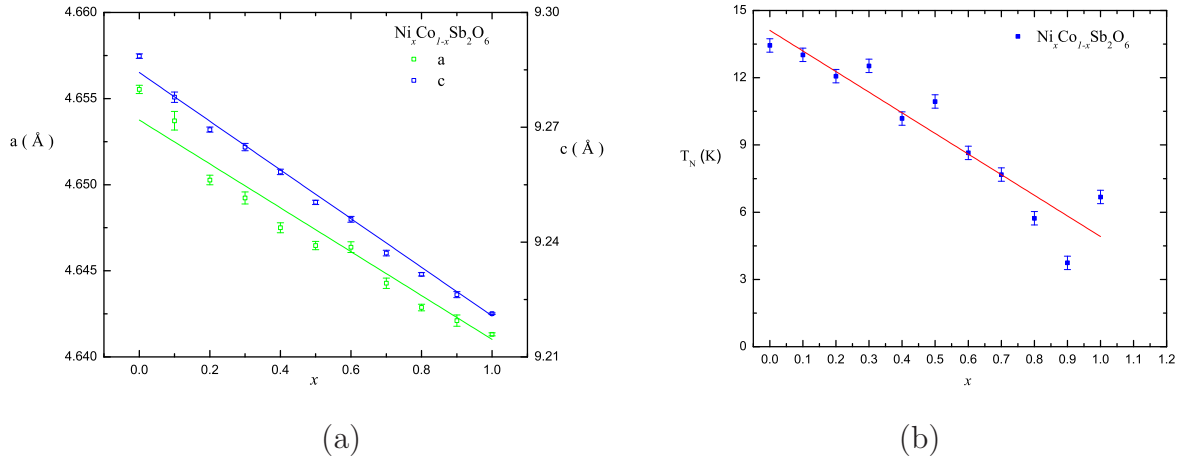 4.660
4.655
4.650
4.645
4.640
a ( Å )
9.30
9.27
9.24
9.21
c ( Å )
NiₓCo₁₋ₓSb₂O₆
a
c
0.0 0.2 0.4 0.6 0.8 1.0
x
(a)
15
12
9
6
3
0
T_N (K)
NiₓCo₁₋ₓSb₂O₆
0.0 0.1 0.2 0.3 0.4 0.5 0.6 0.7 0.8 0.9 1.0 1.1 1.2
x
(b)